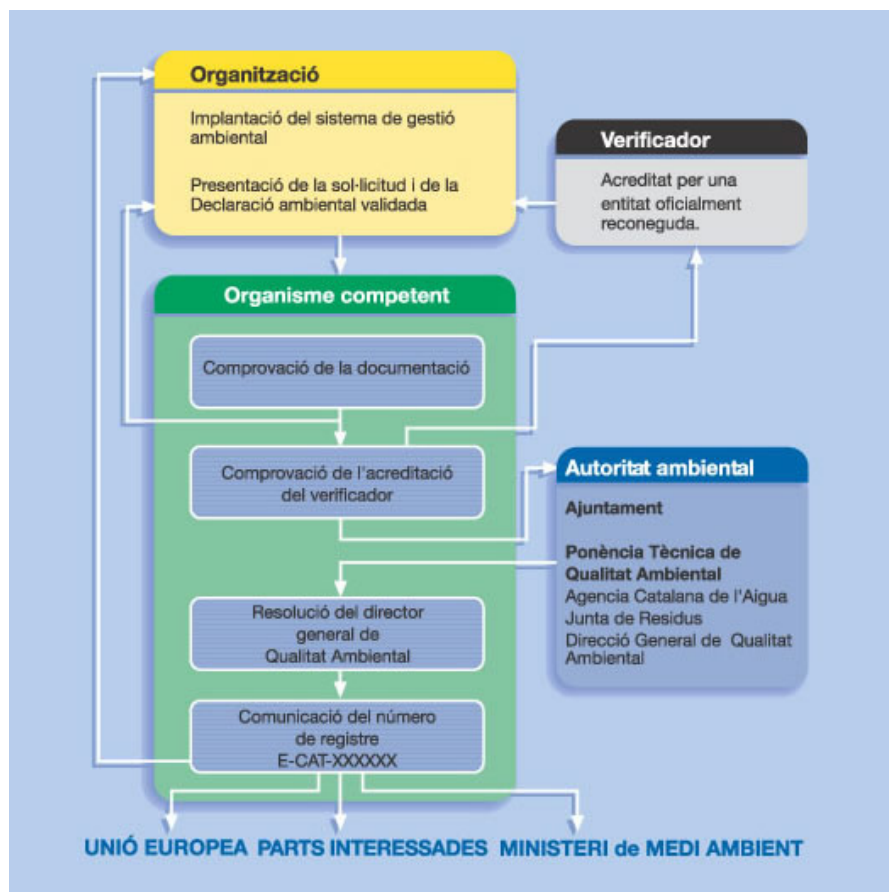 Organització
Implantació del sistema de gestió
ambiental
Presentació de la sol·licitud i de la
Declaració ambiental validada
Verificador
Acreditat per una
entitat oficialment
reconeguda.
Organisme competent
Comprovació de la documentació
Comprovació de l'acreditació
del verificador
Autoritat ambiental
Ajuntament
Ponència Tècnica de
Qualitat Ambiental
Agencia Catalana de l'Aigua
Junta de Residus
Direcció General de Qualitat
Ambiental
Resolució del director
general de
Qualitat Ambiental
Comunicació del número
de registre
E-CAT-XXXXXX
UNIÓ EUROPEA PARTS INTERESSADES MINISTERI de MEDI AMBIENT